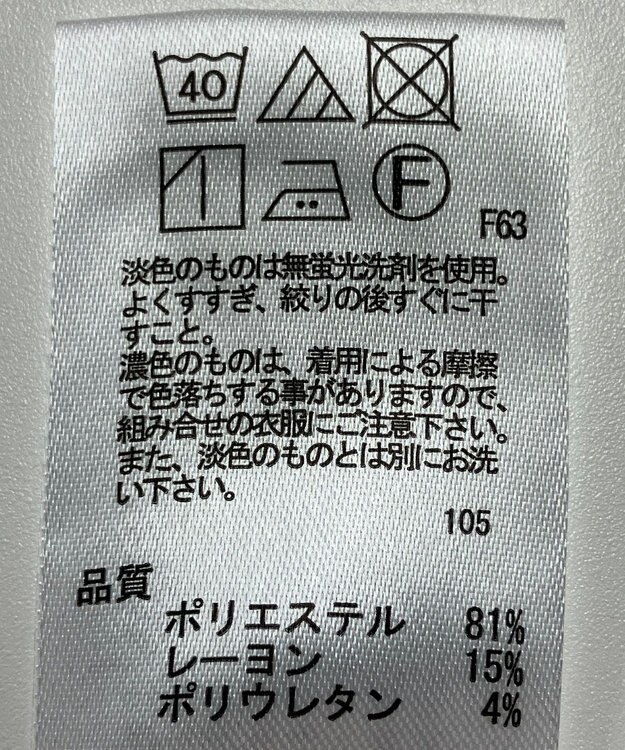 40
F
F63
淡色のものは無蛍光洗剤を使用。
よくすすぎ、絞りの後すぐに干
すこと。
濃色のものは、着用による摩擦
で色落ちする事がありますので、
組み合せの衣服にご注意下さい。
また、淡色のものとは別にお洗
い下さい。
105
品質
ポリエステル 81%
レーヨン 15%
ポリウレタン 4%